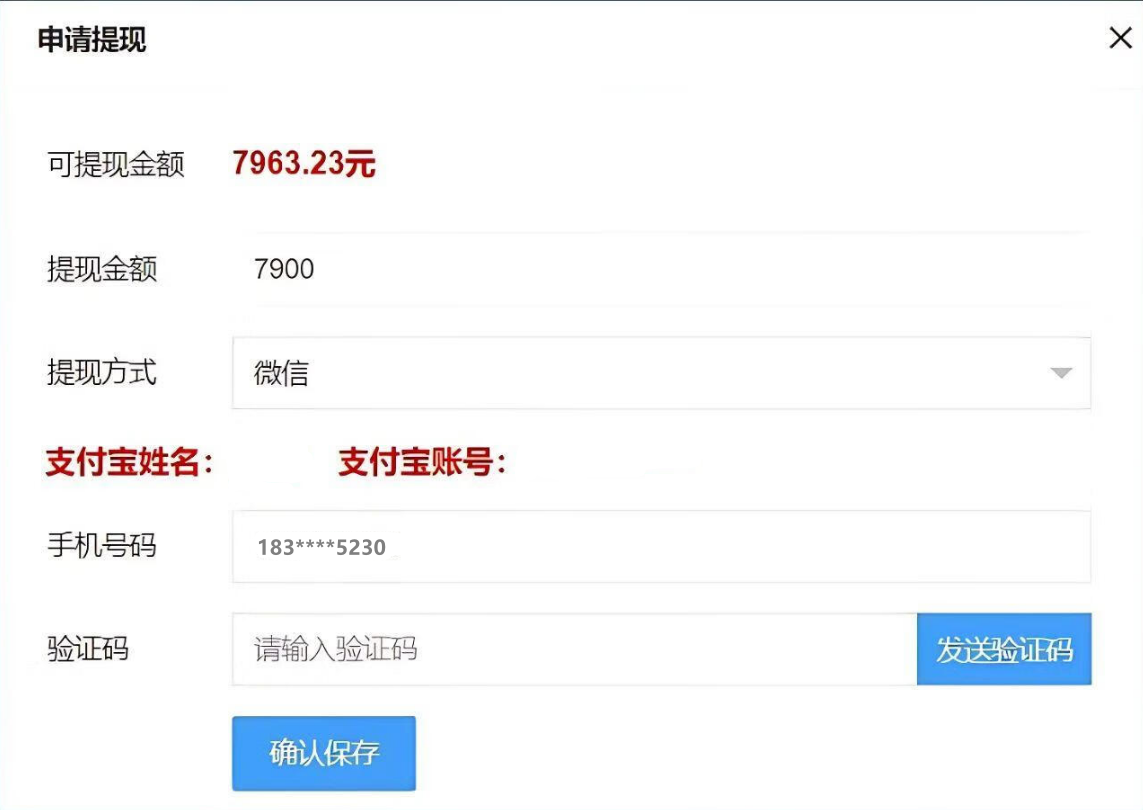 申请提现
可提现金额 7963.23元
提现金额 7900
提现方式 微信
支付宝姓名: 支付宝账号:
手机号码 183****5230
验证码 请输入验证码 发送验证码
确认保存